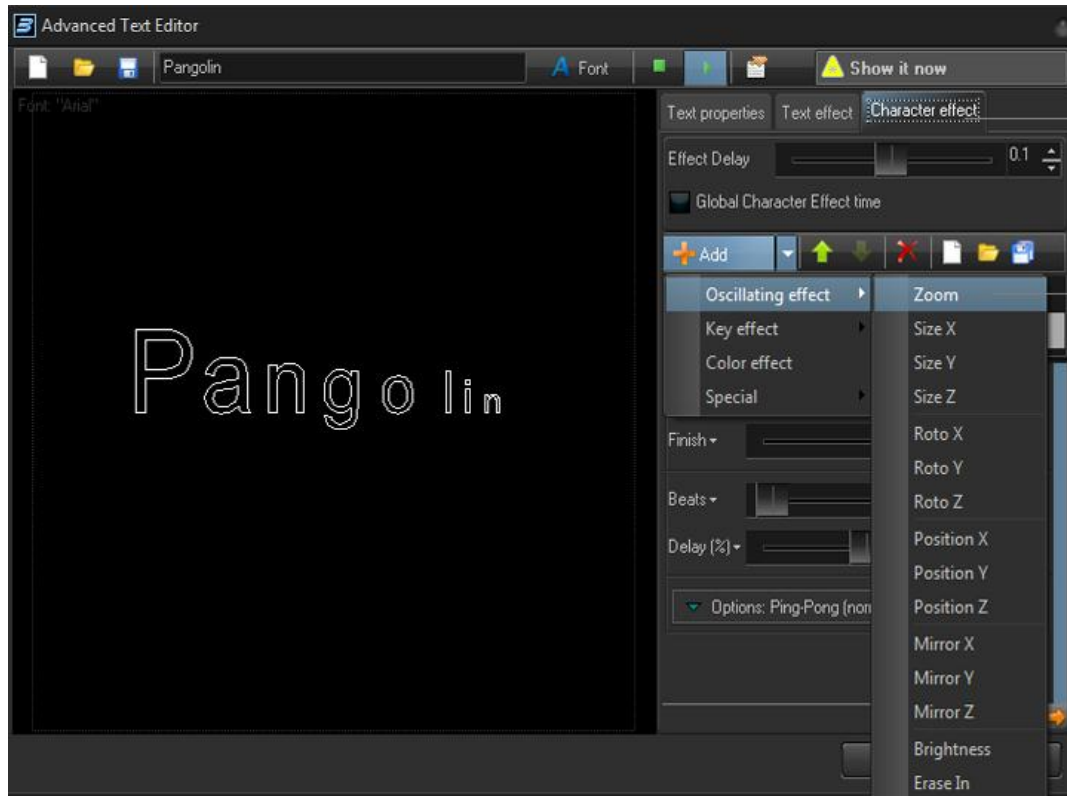 Advanced Text Editor
Pangolin Font Show it now
Font: "Arial"
Text properties Text effect Character effect
Effect Delay 0.1
Global Character Effect time
Add
Oscillating effect Zoom
Key effect Size X
Color effect Size Y
Special Size Z
Pangolin
Finish Roto X
Roto Y
Beats Roto Z
Delay (%) Position X
Position Y
Options: Ping-Pong (non Position Z
Mirror X
Mirror Y
Mirror Z
Brightness
Erase In